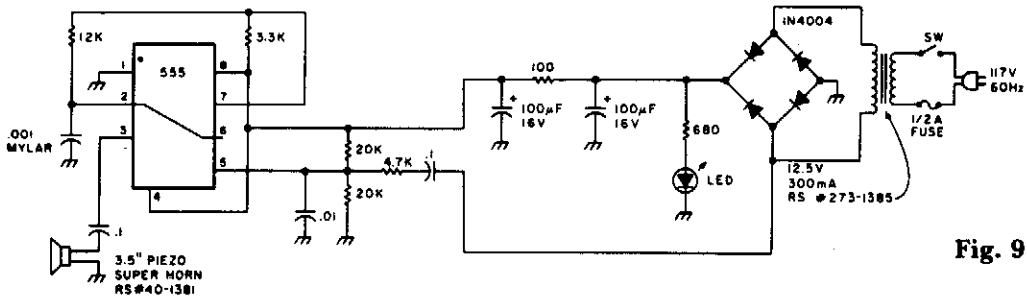 12K
3.3K
555
1
2
3
4
8
7
6
5
.001
MYLAR
.1
3.5" PIEZO
SUPER HORN
RS#40-1381
20K
20K
4.7K
.1
.01
100
+
100µF
16V
+
100µF
16V
680
LED
1N4004
12.5V
300mA
RS #273-1385
SW
1/2A
FUSE
117V
60Hz
Fig. 9